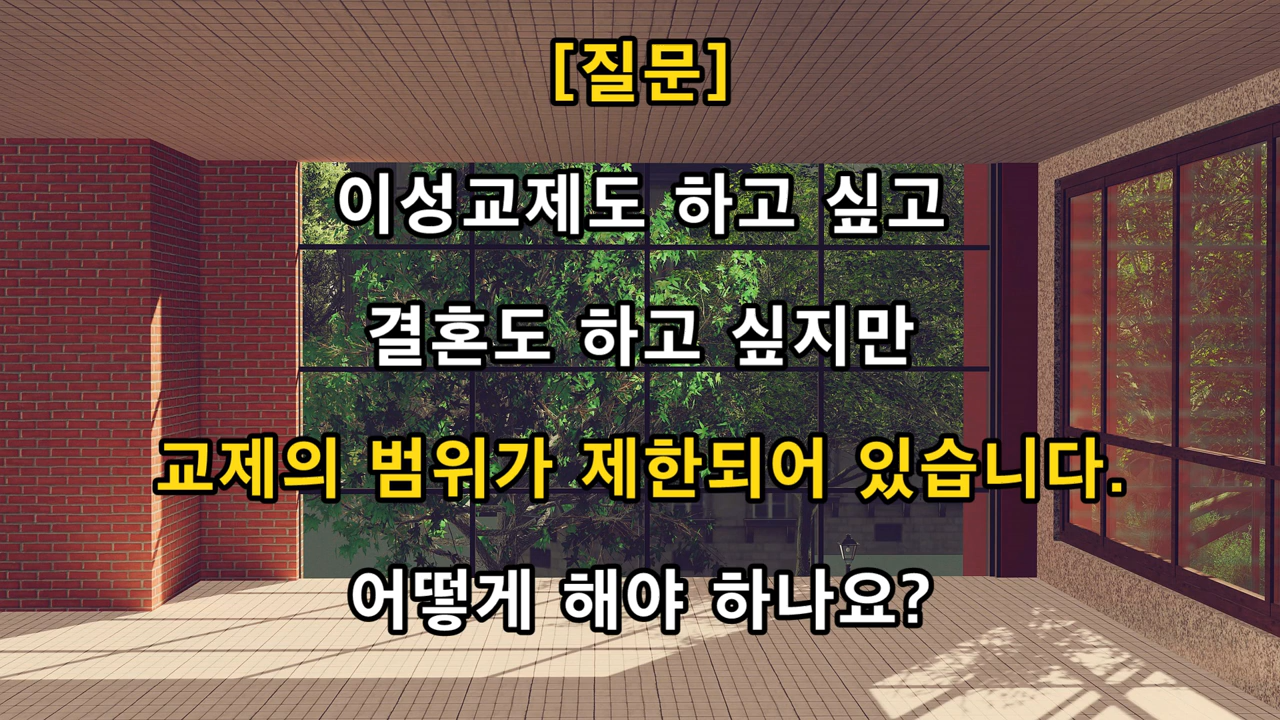 [질문]
이성교제도 하고 싶고
결혼도 하고 싶지만
교제의 범위가 제한되어 있습니다.
어떻게 해야 하나요?